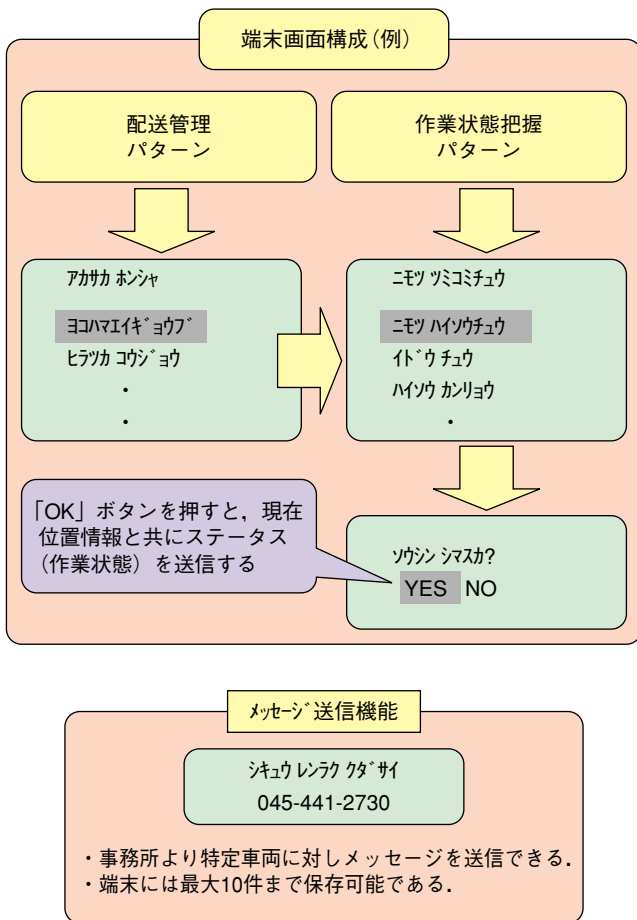 端末画面構成（例）
配送管理
パターン
作業状態把握
パターン
ｱｶｻｶ ﾎﾝｼｬ
ﾖｺﾊﾏｴｲｷﾞｮｳﾌﾞ
ﾋﾗﾂｶ ｺｳｼﾞｮｳ
・
・
ﾆﾓﾂ ﾂﾐｺﾐﾁｭｳ
ﾆﾓﾂ ﾊｲｿｳﾁｭｳ
ｲﾄﾞｳ ﾁｭｳ
ﾊｲｿｳ ｶﾝﾘｮｳ
・
「OK」ボタンを押すと，現在
位置情報と共にステータス
（作業状態）を送信する
ｿｳｼﾝ ｼﾏｽｶ?
YES NO
ﾒｯｾｰｼﾞ送信機能
ｼｷｭｳ ﾚﾝﾗｸ ｸﾀﾞｻｲ
045-441-2730
・事務所より特定車両に対しメッセージを送信できる．
・端末には最大10件まで保存可能である．